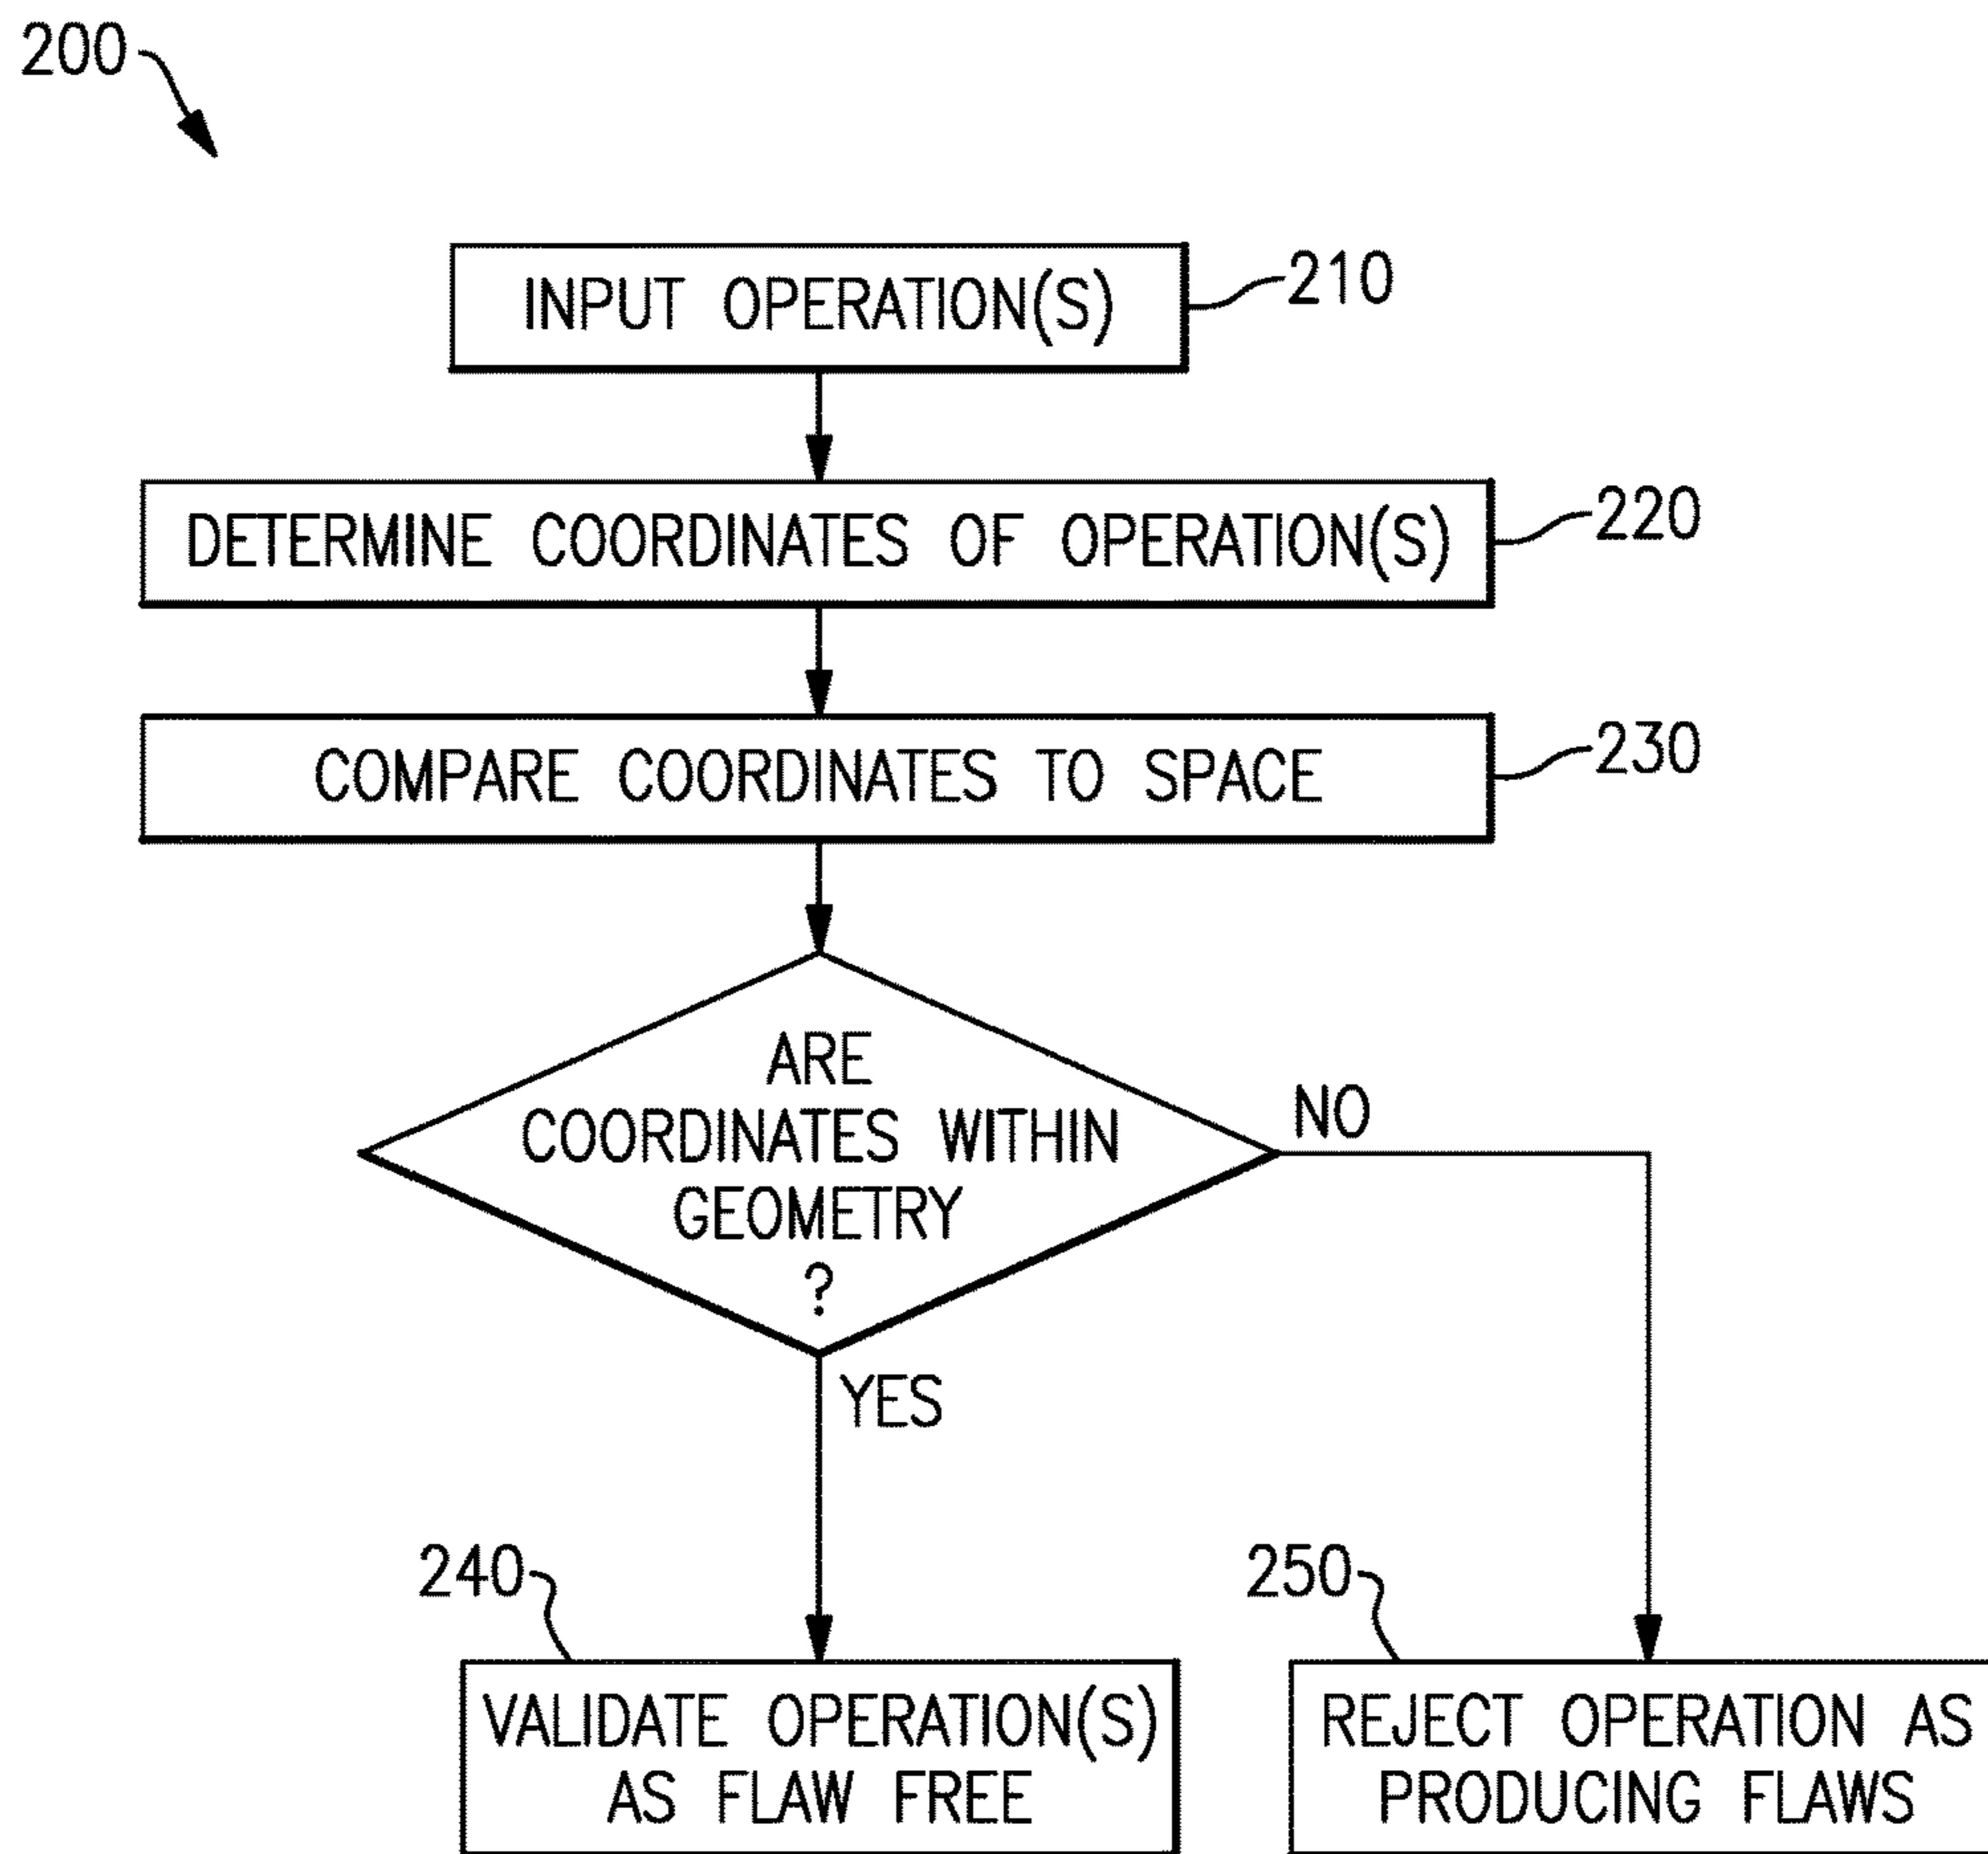 200
INPUT OPERATION(S)
210
DETERMINE COORDINATES OF OPERATION(S)
220
COMPARE COORDINATES TO SPACE
230
ARE
COORDINATES WITHIN
GEOMETRY
?
NO
YES
240
VALIDATE OPERATION(S)
AS FLAW FREE
250
REJECT OPERATION AS
PRODUCING FLAWS